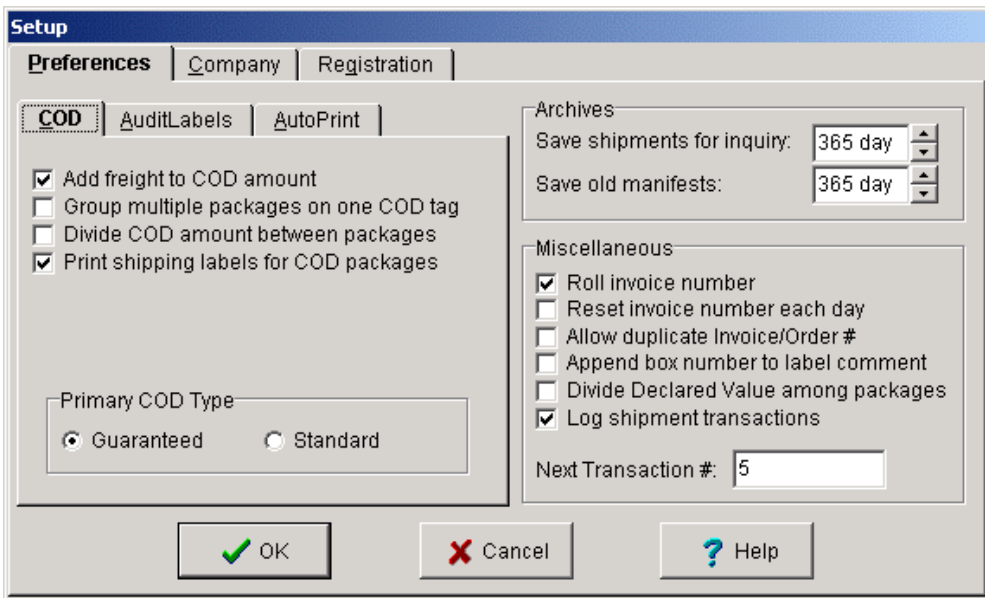 Setup
Preferences
Company
Registration
COD
AuditLabels
AutoPrint
Add freight to COD amount
Group multiple packages on one COD tag
Divide COD amount between packages
Print shipping labels for COD packages
Primary COD Type
Guaranteed
Standard
Archives
Save shipments for inquiry: 365 day
Save old manifests: 365 day
Miscellaneous
Roll invoice number
Reset invoice number each day
Allow duplicate Invoice/Order #
Append box number to label comment
Divide Declared Value among packages
Log shipment transactions
Next Transaction #: 5
OK
Cancel
? Help